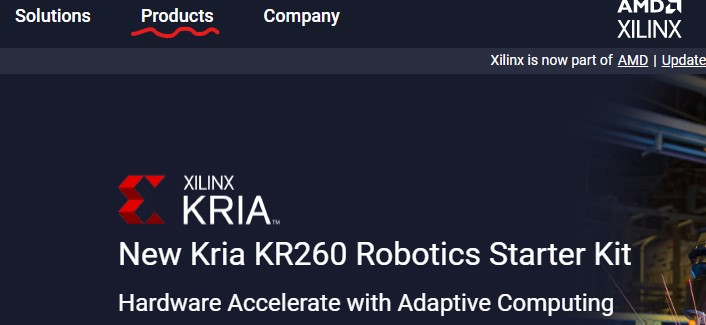 Solutions Products Company
AMD
XILINX
Xilinx is now part of AMD | Update
XILINX
KRIA™
New Kria KR260 Robotics Starter Kit
Hardware Accelerate with Adaptive Computing